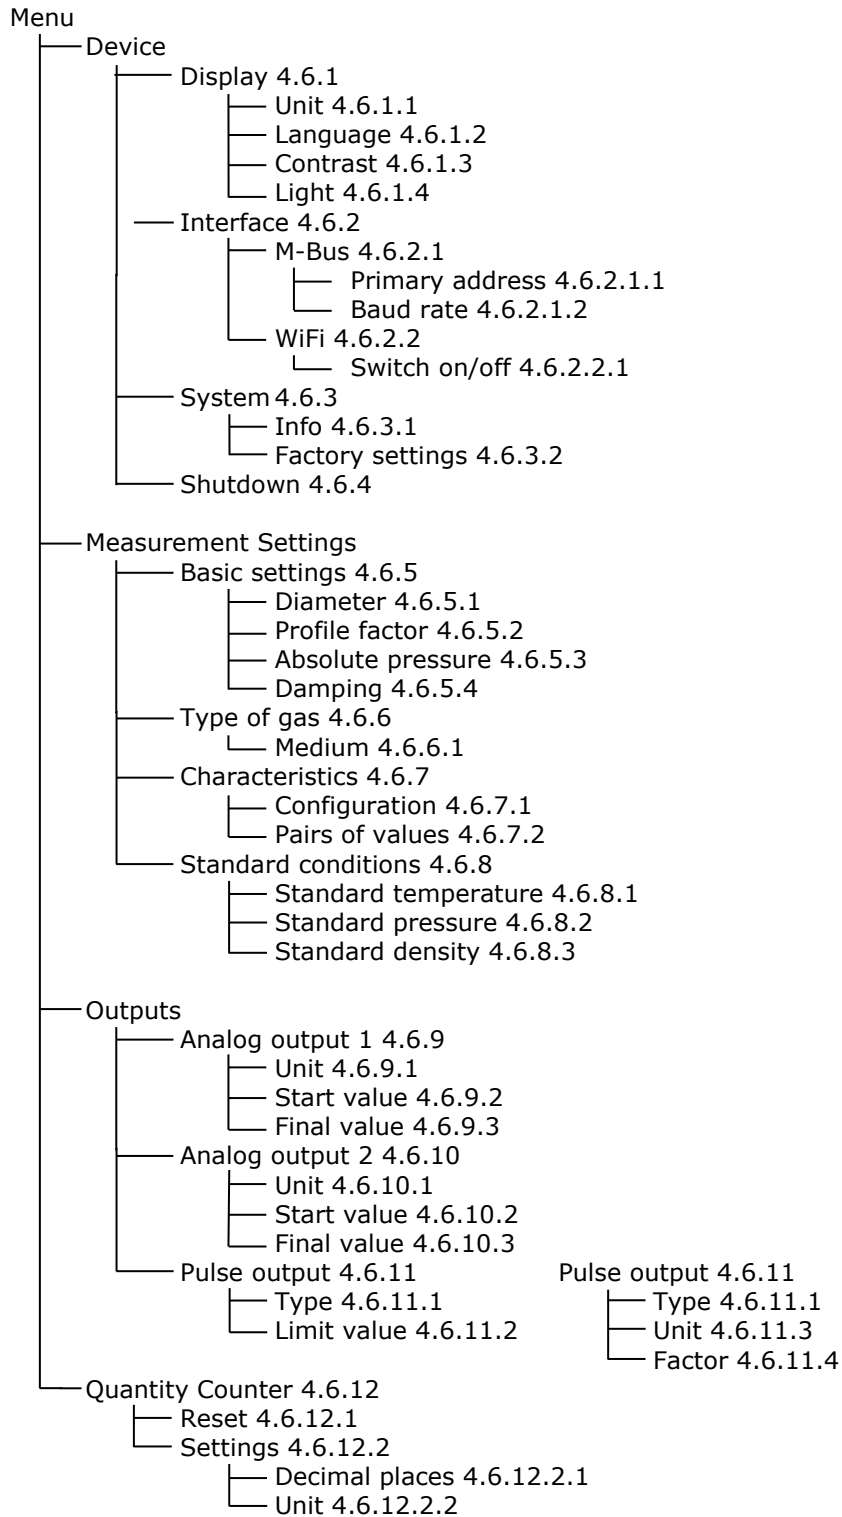 Menu
Device
Display 4.6.1
Unit 4.6.1.1
Language 4.6.1.2
Contrast 4.6.1.3
Light 4.6.1.4
Interface 4.6.2
M-Bus 4.6.2.1
Primary address 4.6.2.1.1
Baud rate 4.6.2.1.2
WiFi 4.6.2.2
Switch on/off 4.6.2.2.1
System 4.6.3
Info 4.6.3.1
Factory settings 4.6.3.2
Shutdown 4.6.4
Measurement Settings
Basic settings 4.6.5
Diameter 4.6.5.1
Profile factor 4.6.5.2
Absolute pressure 4.6.5.3
Damping 4.6.5.4
Type of gas 4.6.6
Medium 4.6.6.1
Characteristics 4.6.7
Configuration 4.6.7.1
Pairs of values 4.6.7.2
Standard conditions 4.6.8
Standard temperature 4.6.8.1
Standard pressure 4.6.8.2
Standard density 4.6.8.3
Outputs
Analog output 1 4.6.9
Unit 4.6.9.1
Start value 4.6.9.2
Final value 4.6.9.3
Analog output 2 4.6.10
Unit 4.6.10.1
Start value 4.6.10.2
Final value 4.6.10.3
Pulse output 4.6.11
Type 4.6.11.1
Limit value 4.6.11.2
Pulse output 4.6.11
Type 4.6.11.1
Unit 4.6.11.3
Factor 4.6.11.4
Quantity Counter 4.6.12
Reset 4.6.12.1
Settings 4.6.12.2
Decimal places 4.6.12.2.1
Unit 4.6.12.2.2